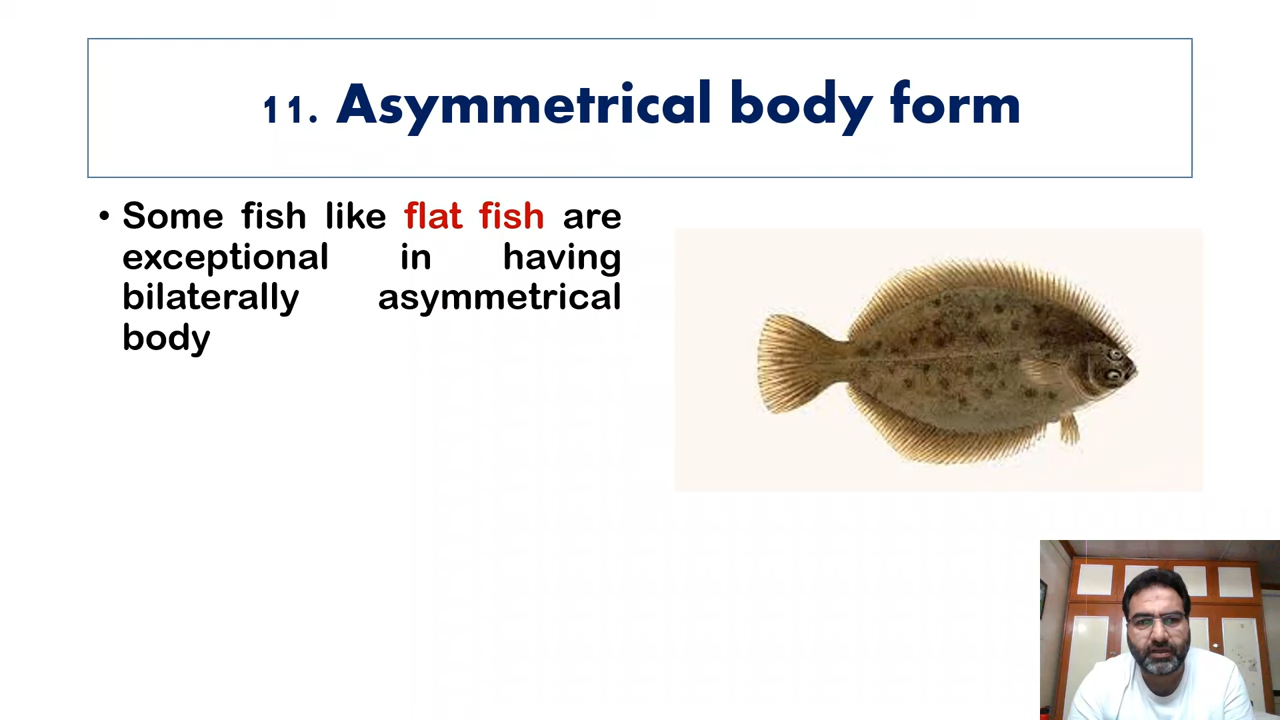 11. Asymmetrical body form
• Some fish like flat fish are
exceptional in having
bilaterally asymmetrical
body